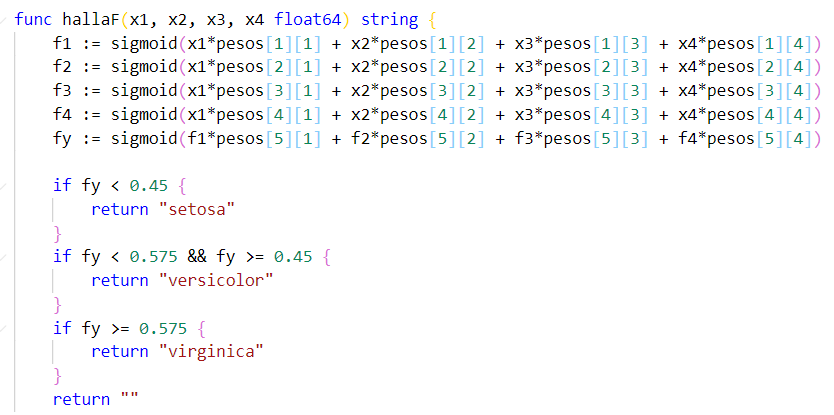 func hallaF(x1, x2, x3, x4 float64) string {
    f1 := sigmoid(x1*pesos[1][1] + x2*pesos[1][2] + x3*pesos[1][3] + x4*pesos[1][4])
    f2 := sigmoid(x1*pesos[2][1] + x2*pesos[2][2] + x3*pesos[2][3] + x4*pesos[2][4])
    f3 := sigmoid(x1*pesos[3][1] + x2*pesos[3][2] + x3*pesos[3][3] + x4*pesos[3][4])
    f4 := sigmoid(x1*pesos[4][1] + x2*pesos[4][2] + x3*pesos[4][3] + x4*pesos[4][4])
    fy := sigmoid(f1*pesos[5][1] + f2*pesos[5][2] + f3*pesos[5][3] + f4*pesos[5][4])
    if fy < 0.45 {
        return "setosa"
    }
    if fy < 0.575 && fy >= 0.45 {
        return "versicolor"
    }
    if fy >= 0.575 {
        return "virginica"
    }
    return ""